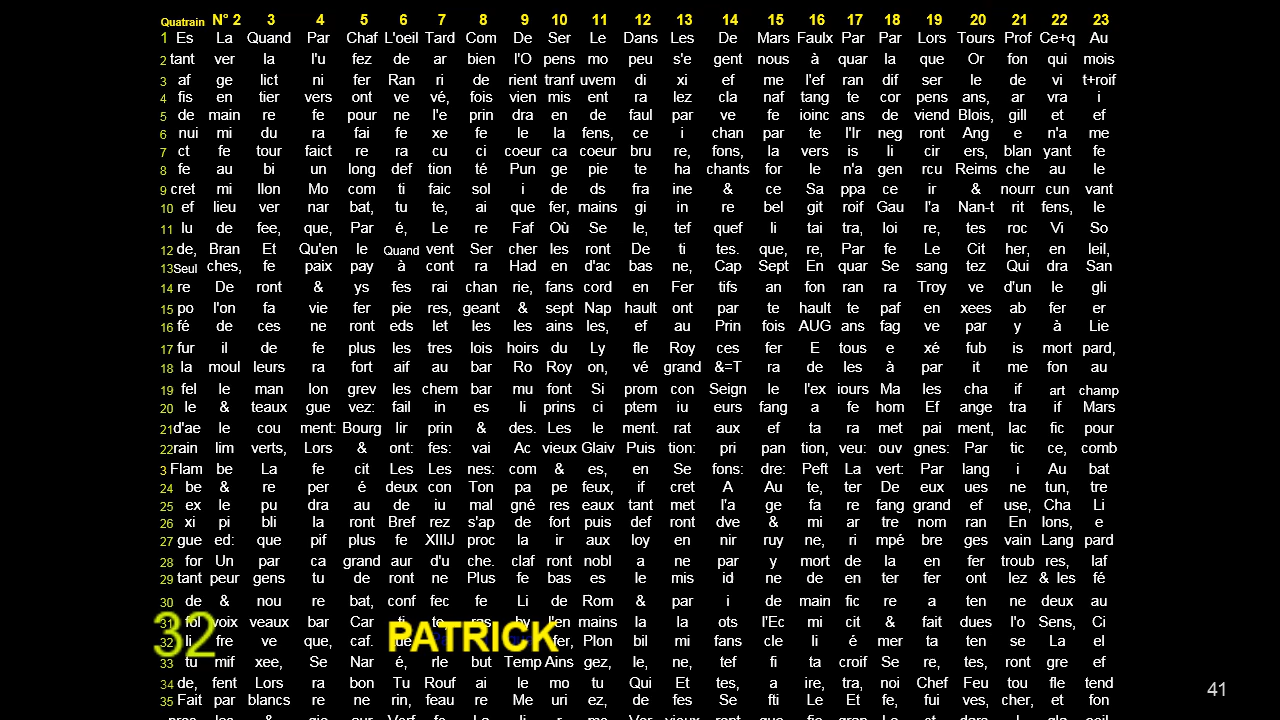 Quatrain N° 2 3 4 5 6 7 8 9 10 11 12 13 14 15 16 17 18 19 20 21 22 23
1 Es La Quand Par Chaf L'oeil Tard Com De Ser Le Dans Les De Mars Faulx Par Par Lors Tours Prof Ce+q Au
2 tant ver la l'u fez de ar bien l'O pens mo peu s'e gent nous à quar la que Or fon qui mois
3 af ge lict ni fer Ran ri de rient tranf uvem di xi ef me l'ef ran dif ser le de vi t+roif
4 fis en tier vers ont ve vé, fois vien mis ent ra lez cla naf tang te cor pens ans, ar vra i
5 de main re fe pour ne l'e prin dra en de faul par ve fe ioinc ans de viend Blois, gill et ef
6 nui mi du ra fai fe xe fe le la fens, ce i chan par te l'Ir neg ront Ang e n'a me
7 ct fe tour faict re ra cu ci coeur ca coeur bru re, fons, la vers is li cir ers, blan yant fe
8 fe au bi un long def tion té Pun ge pie te ha chants for le n'a gen rcu Reims che au le
9 cret mi llon Mo com ti faic sol i de ds fra ine & ce Sa ppa ce ir & nourr cun vant
10 ef lieu ver nar bat, tu te, ai que fer, mains gi in re bel git roif Gau l'a Nan-t rit fens, le
11 lu de fee, que, Par é, Le re Faf Où Se le, tef quef li tai tra, loi re, tes roc Vi So
12 de, Bran Et Qu'en le Quand vent Ser cher les ront De ti tes. que, re, Par fe Le Cit her, en leil,
13 Seul ches, fe paix pay à cont ra Had en d'ac bas ne, Cap Sept En quar Se sang tez Qui dra San
14 re De ront & ys fes rai chan rie, fans cord en Fer tifs an fon ran ra Troy ve d'un le gli
15 po l'on fa vie fer pie res, geant & sept Nap hault ont par te hault te paf en xees ab fer er
16 fé de ces ne ront eds let les les ains les, ef au Prin fois AUG ans fag ve par y à Lie
17 fur il de fe plus les tres lois hoirs du Ly fle Roy ces fer E tous e xé fub is mort pard,
18 la moul leurs ra fort aif au bar Ro Roy on, vé grand &=T ra de les à par it me fon au
19 fel le man lon grev les chem bar mu font Si prom con Seign le l'ex iours Ma les cha if art champ
20 le & teaux gue vez: fail in es li prins ci ptem iu eurs fang a fe hom Ef ange tra if Mars
21 d'ae le cou ment: Bourg lir prin & des. Les le ment. rat aux ef ta ra met pai ment, lac fic pour
22 rain lim verts, Lors & ont: fes: vai Ac vieux Glaiv Puis tion: pri pan tion, veu: ouv gnes: Par tic ce, comb
3 Flam be La fe cit Les Les nes: com & es, en Se fons: dre: Peft La vert: Par lang i Au bat
24 be & re per é deux con Ton pa pe feux, if cret A Au te, ter De eux ues ne tun, tre
25 ex le pu dra au de iu mal gné res eaux tant met l'a ge fa re fang grand ef use, Cha Li
26 xi pi bli la ront Bref rez s'ap de fort puis def ront dve & mi ar tre nom ran En lons, e
27 gue ed: que pif plus fe XIIIJ proc la ir aux loy en nir ruy ne, ri mpé bre ges vain Lang pard
28 for Un par ca grand aur d'u che. claf ront nobl a ne par y mort de la en fer troub res, laf
29 tant peur gens tu de ront ne Plus fe bas es le mis id ne de en ter fer ont lez & les fé
30 de & nou re bat, conf fec fe Li de Rom & par i de main fic re a ten ne deux au
31 fol voix veaux bar Car by l'en mains la la ots l'Ec mi cit & fait dues l'o Sens, Ci
32 li fre ve que, caf. fer, Plon bil mi fans cle li é mer ta ten se La el
32 PATRICK
33 tu mif xee, Se Nar é, rle but Temp Ains gez, le, ne, tef fi ta croif Se re, tes, ront gre ef
34 de, fent Lors ra bon Tu Rouf ai le mo tu Qui Et tes, a ire, tra, noi Chef Feu tou fle tend
35 Fait par blancs re ne rin, feau re Me uri ez, de fes Se fti Le Et fe, fui ves, cher, et fon
41